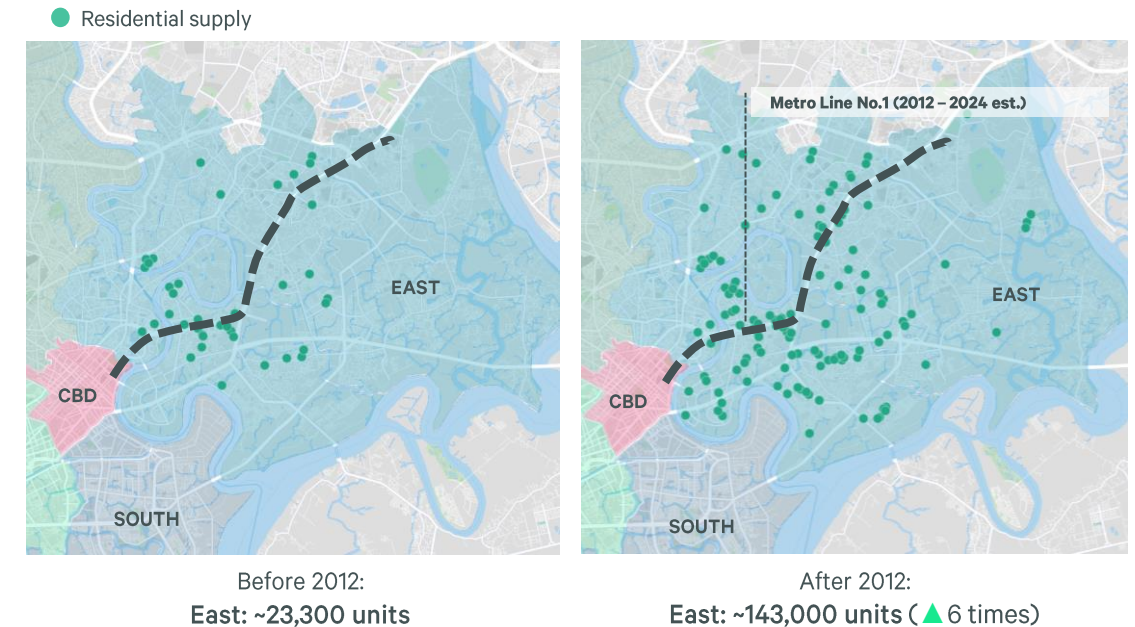 Residential supply
Metro Line No.1 (2012 – 2024 est.)
EAST
CBD
SOUTH
EAST
CBD
SOUTH
Before 2012:
East: ~23,300 units
After 2012:
East: ~143,000 units (▲6 times)